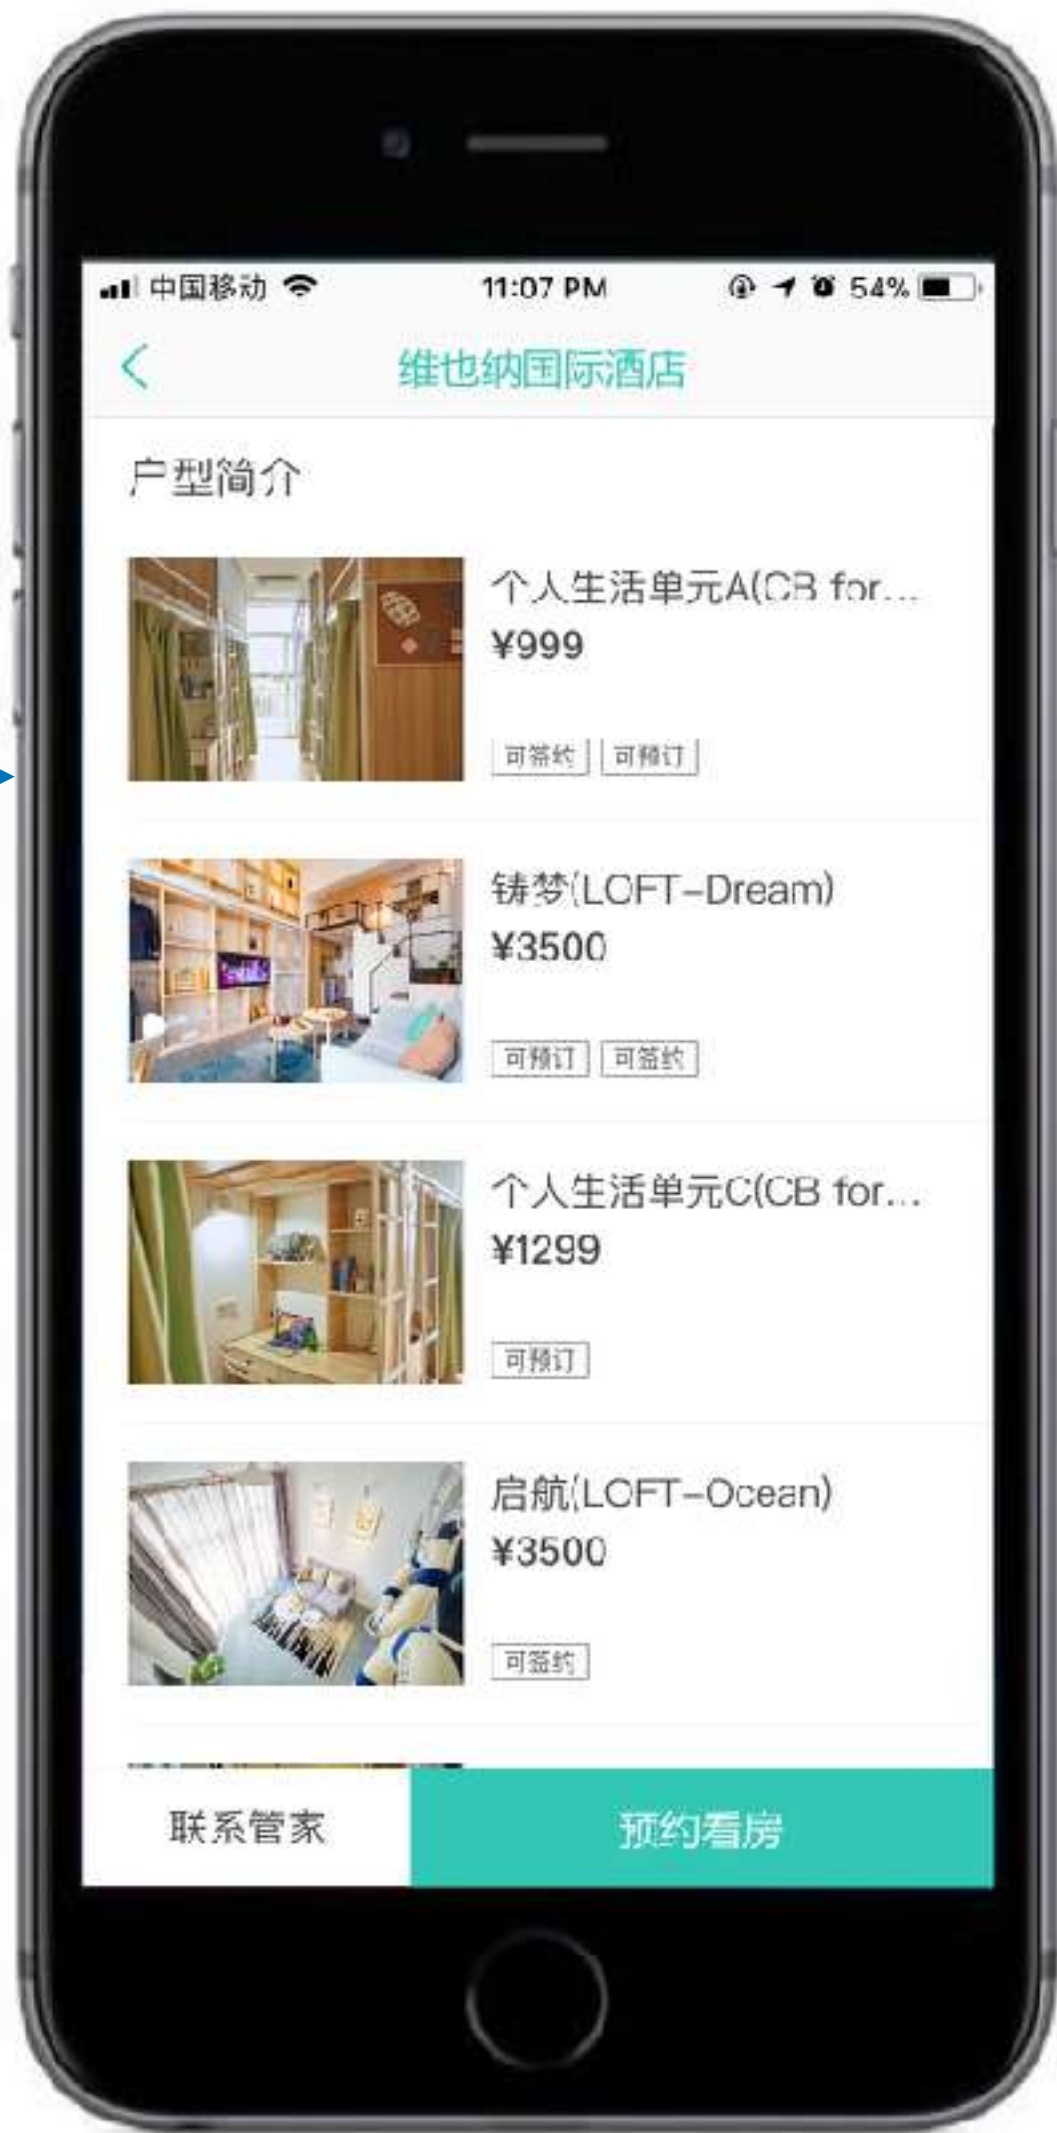 中国移动
11:07 PM
54%
维也纳国际酒店
户型简介
个人生活单元A(CB for...
¥999
可签约 可预订
铸梦(LOFT-Dream)
¥3500
可预订 可签约
个人生活单元C(CB for...
¥1299
可预订
启航(LOFT-Ocean)
¥3500
可签约
联系管家
预约看房